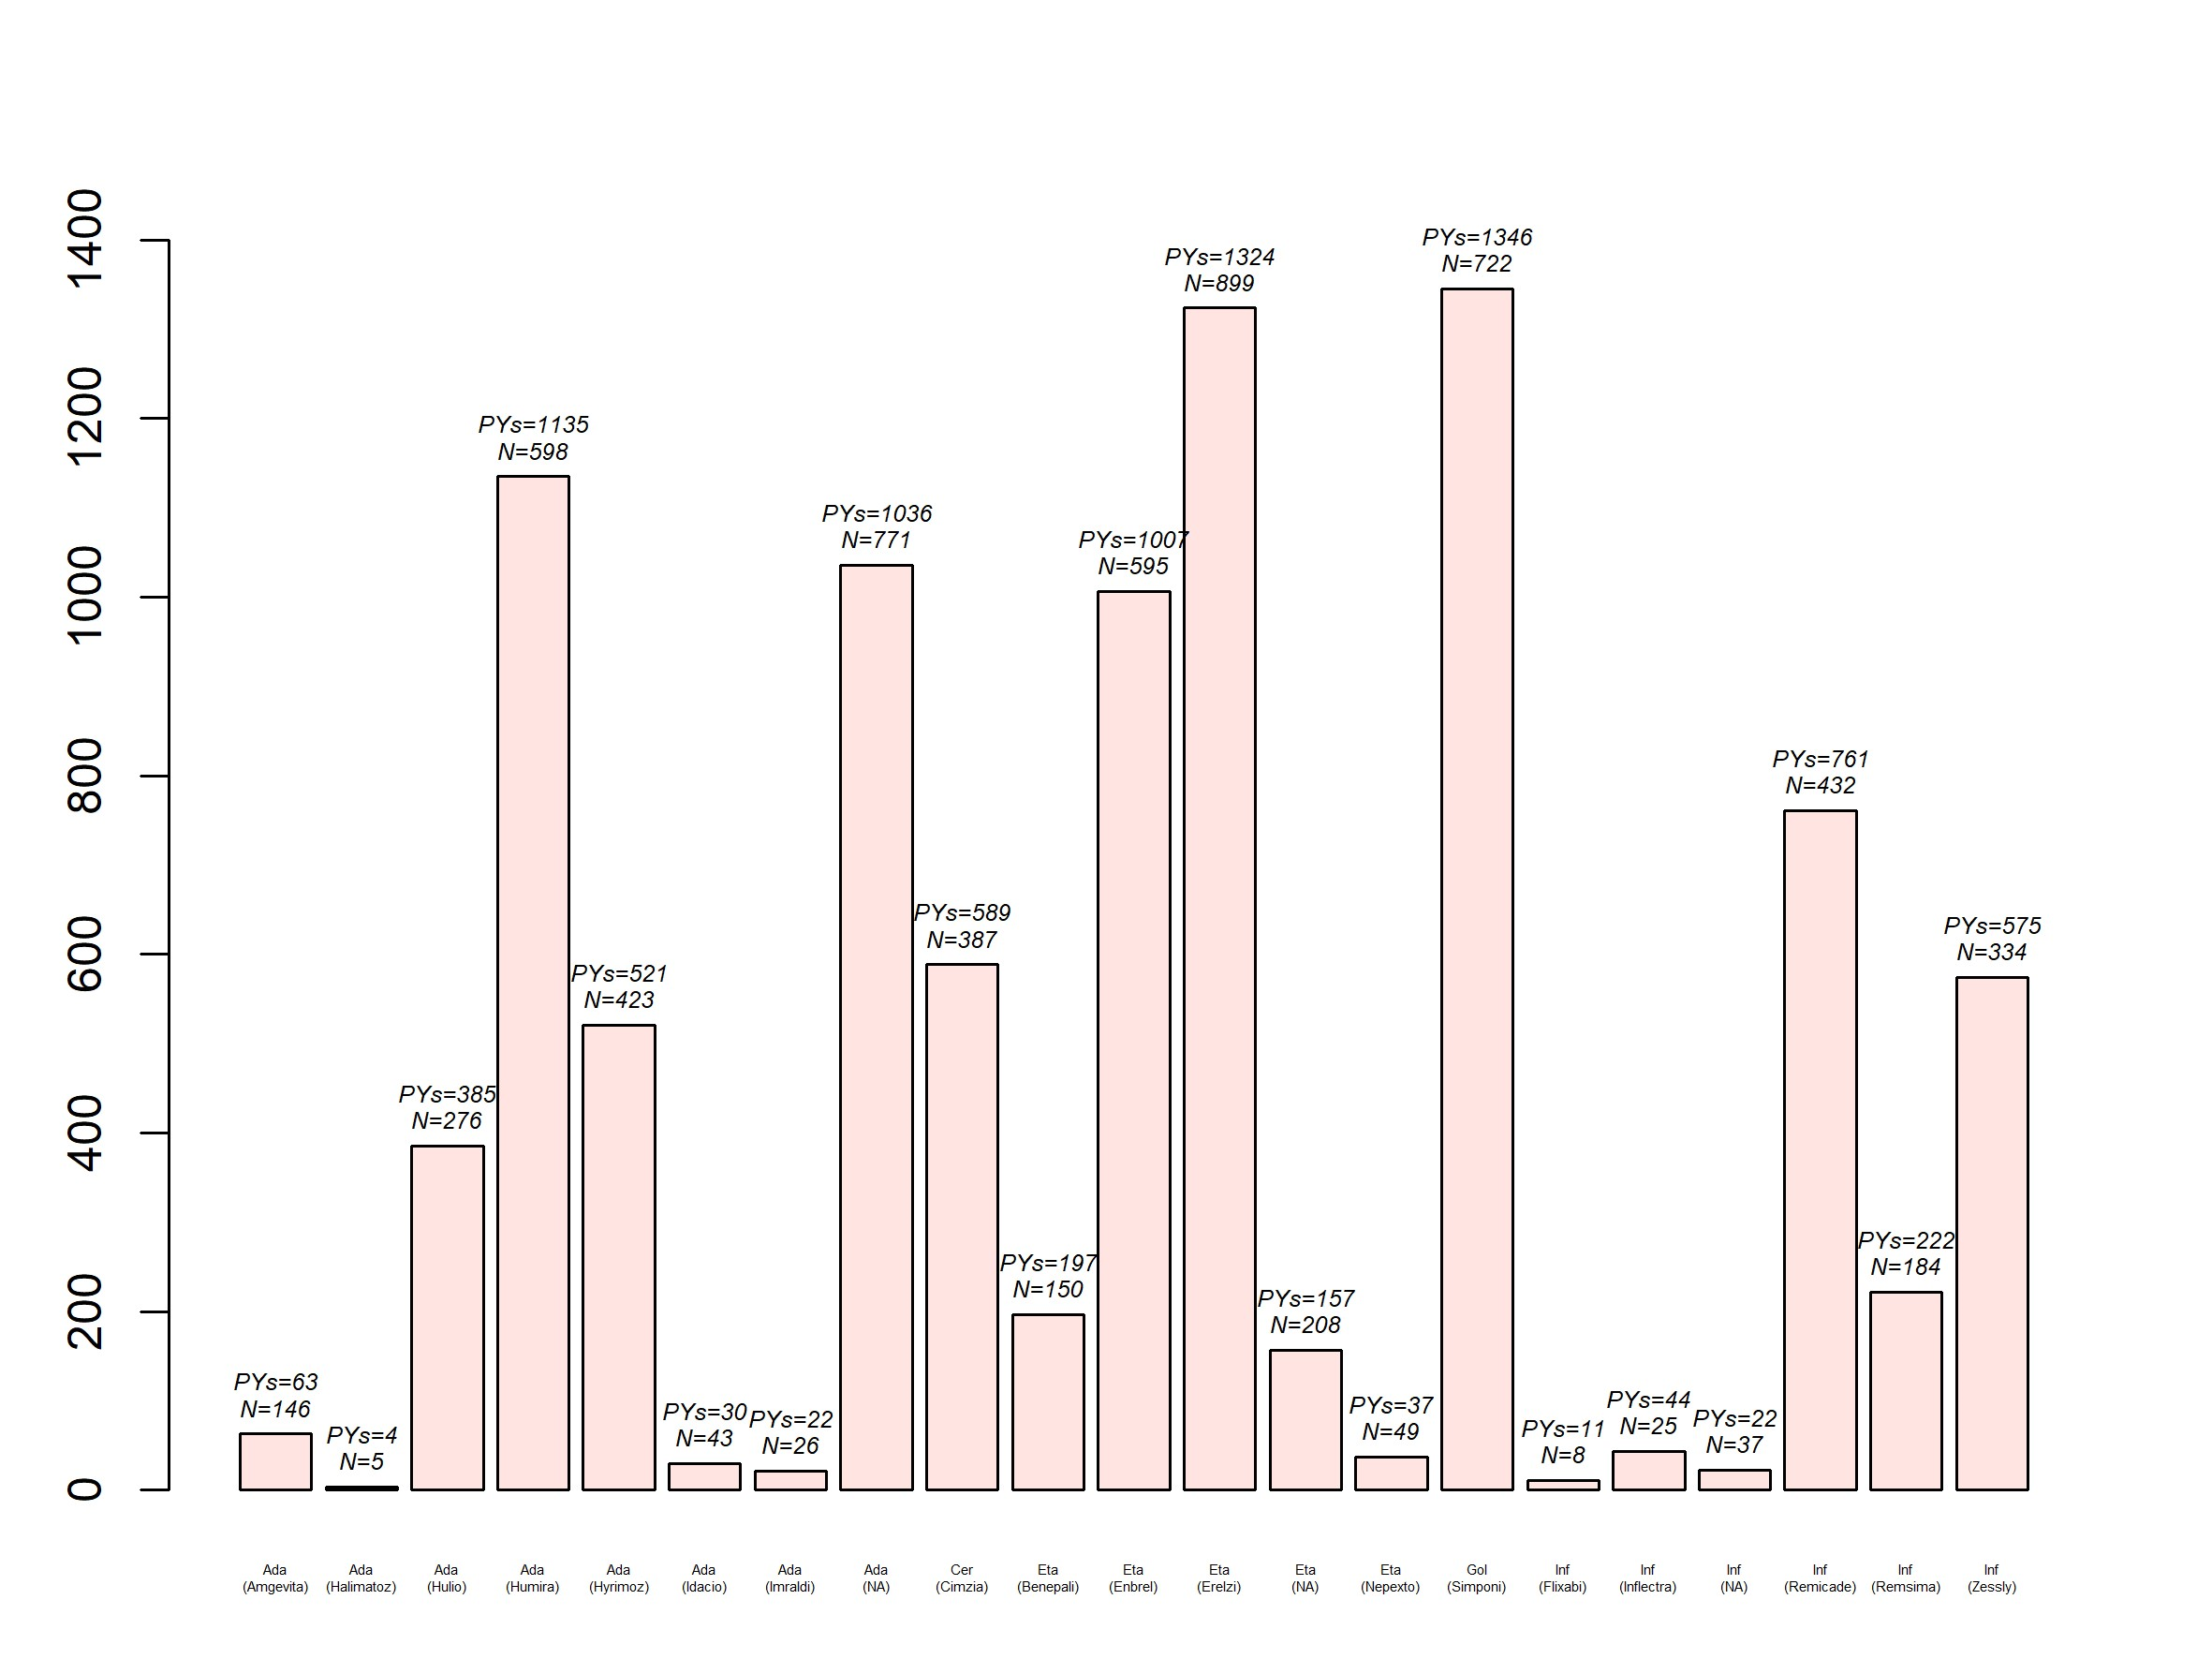 1400
1200
1000
800
600
400
200
0
PYs=63
N=146
PYs=4
N=5
PYs=385
N=276
PYs=1135
N=598
PYs=521
N=423
PYs=30
N=43
PYs=22
N=26
PYs=1036
N=771
PYs=589
N=387
PYs=197
N=150
PYs=1007
N=595
PYs=1324
N=899
PYs=157
N=208
PYs=37
N=49
PYs=1346
N=722
PYs=11
N=8
PYs=44
N=25
PYs=22
N=37
PYs=761
N=432
PYs=222
N=184
PYs=575
N=334
Ada
(Amgevita)
Ada
(Halimatoz)
Ada
(Hulio)
Ada
(Humira)
Ada
(Hyrimoz)
Ada
(Idacio)
Ada
(Imraldi)
Ada
(NA)
Cer
(Cimzia)
Eta
(Benepali)
Eta
(Enbrel)
Eta
(Erelzi)
Eta
(NA)
Eta
(Nepexto)
Gol
(Simponi)
Inf
(Flixabi)
Inf
(Inflectra)
Inf
(NA)
Inf
(Remicade)
Inf
(Remsima)
Inf
(Zessly)